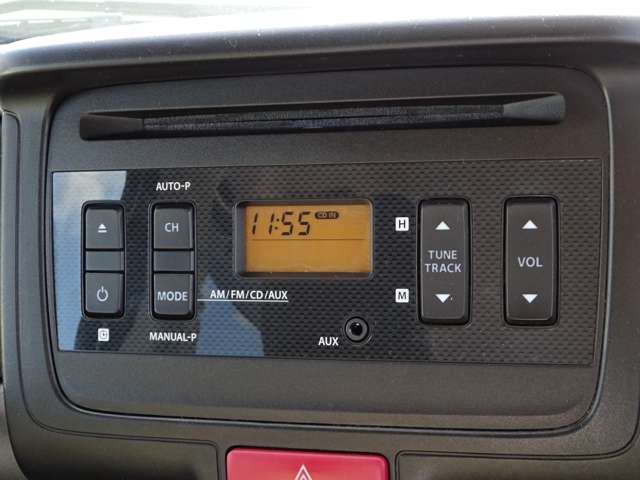 AUTO-P
11:55 CD IN
H
CH
TUNE
TRACK
VOL
MODE
AM/FM/CD/AUX
M
C
MANUAL-P
AUX